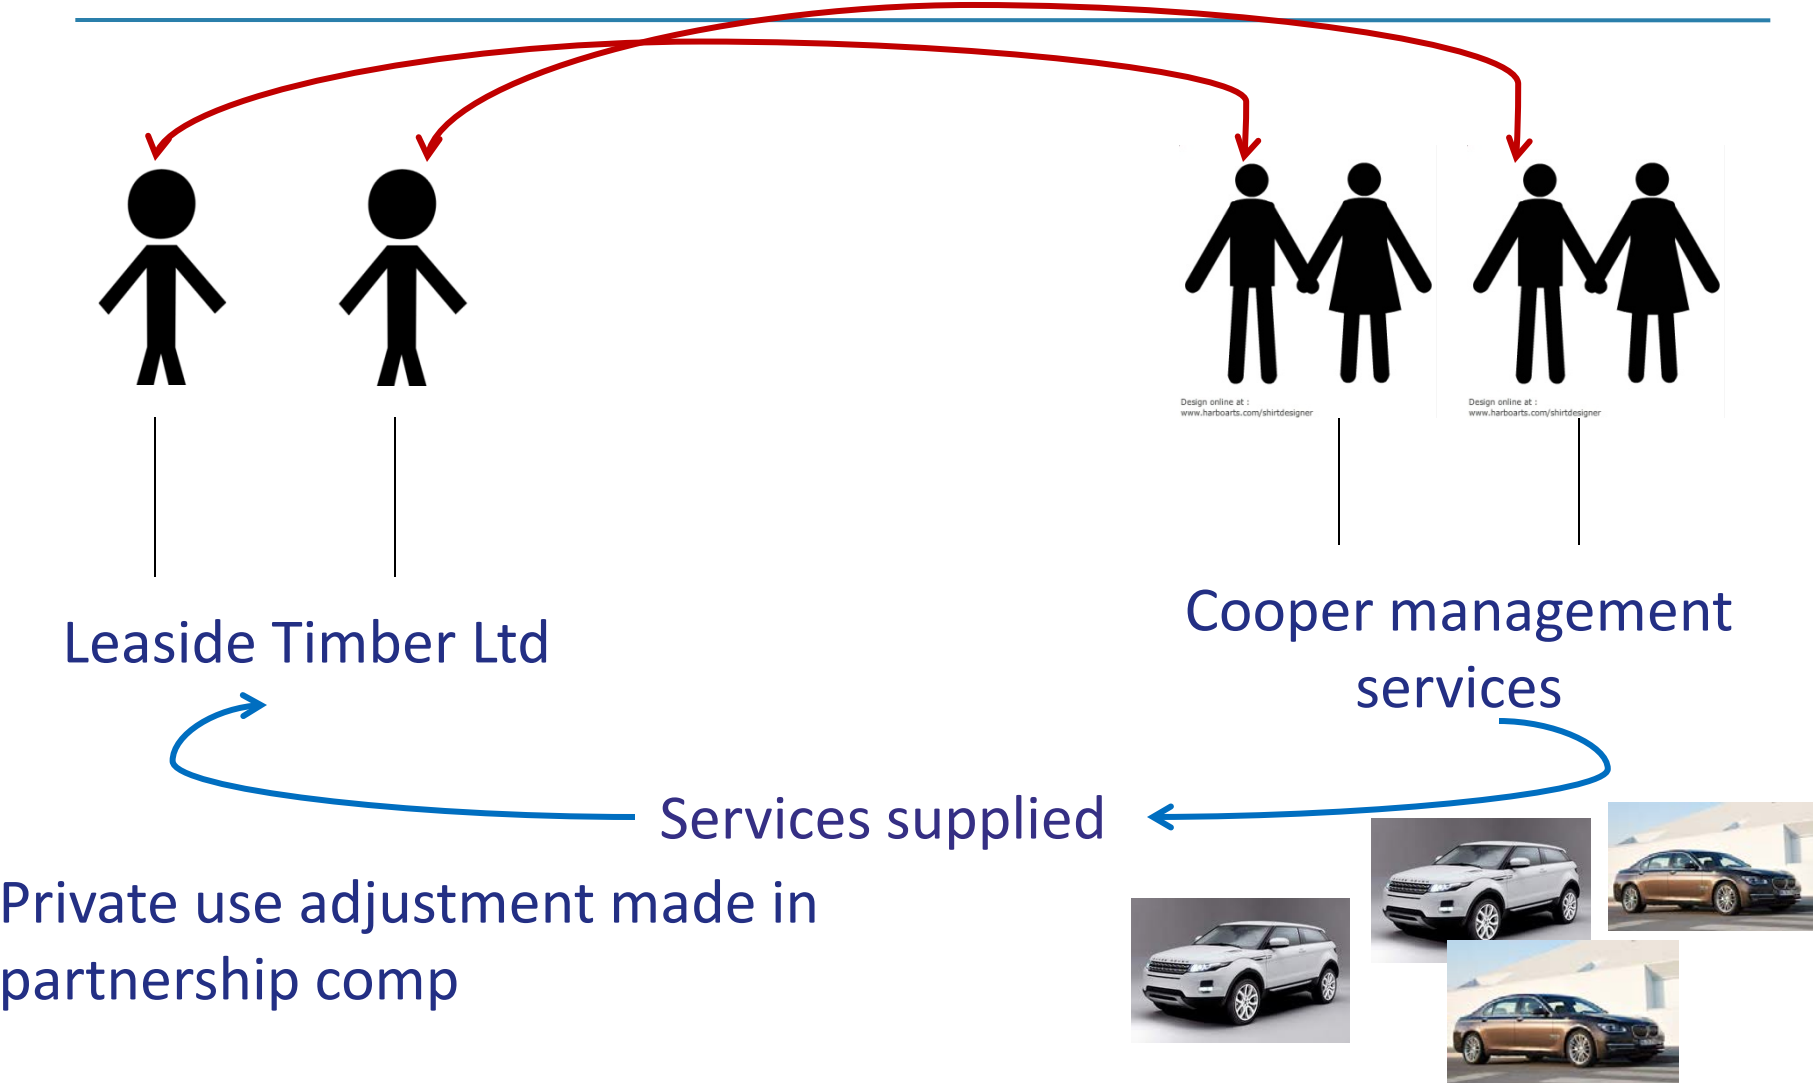 Design online at :
www.harboarts.com/shirtdesigner
Design online at :
www.harboarts.com/shirtdesigner
Leaside Timber Ltd
Cooper management
services
Services supplied
Private use adjustment made in
partnership comp